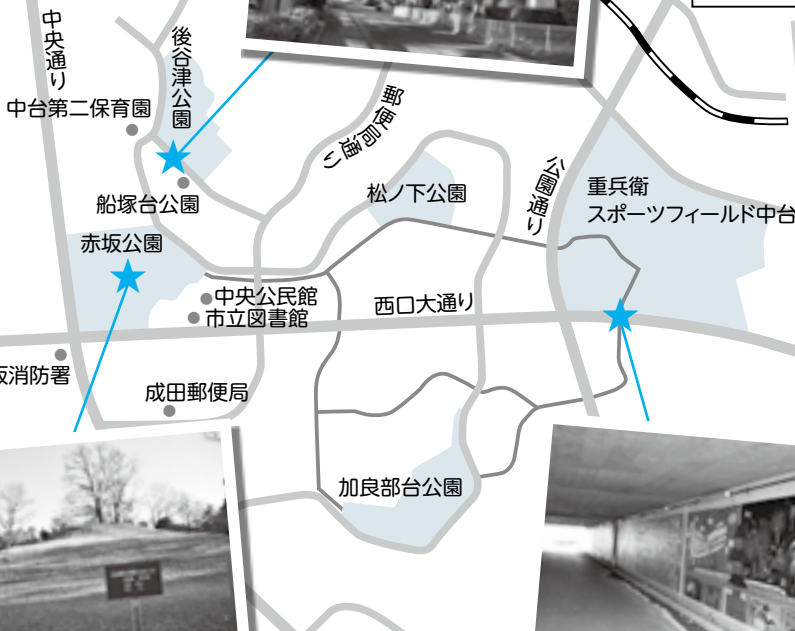 中央通り
後谷津公園
中台第二保育園
郵便局通り
船塚台公園
松ノ下公園
公園通り
重兵衛
スポーツフィールド中台
赤坂公園
中央公民館
市立図書館
西口大通り
消防署
成田郵便局
加良部台公園